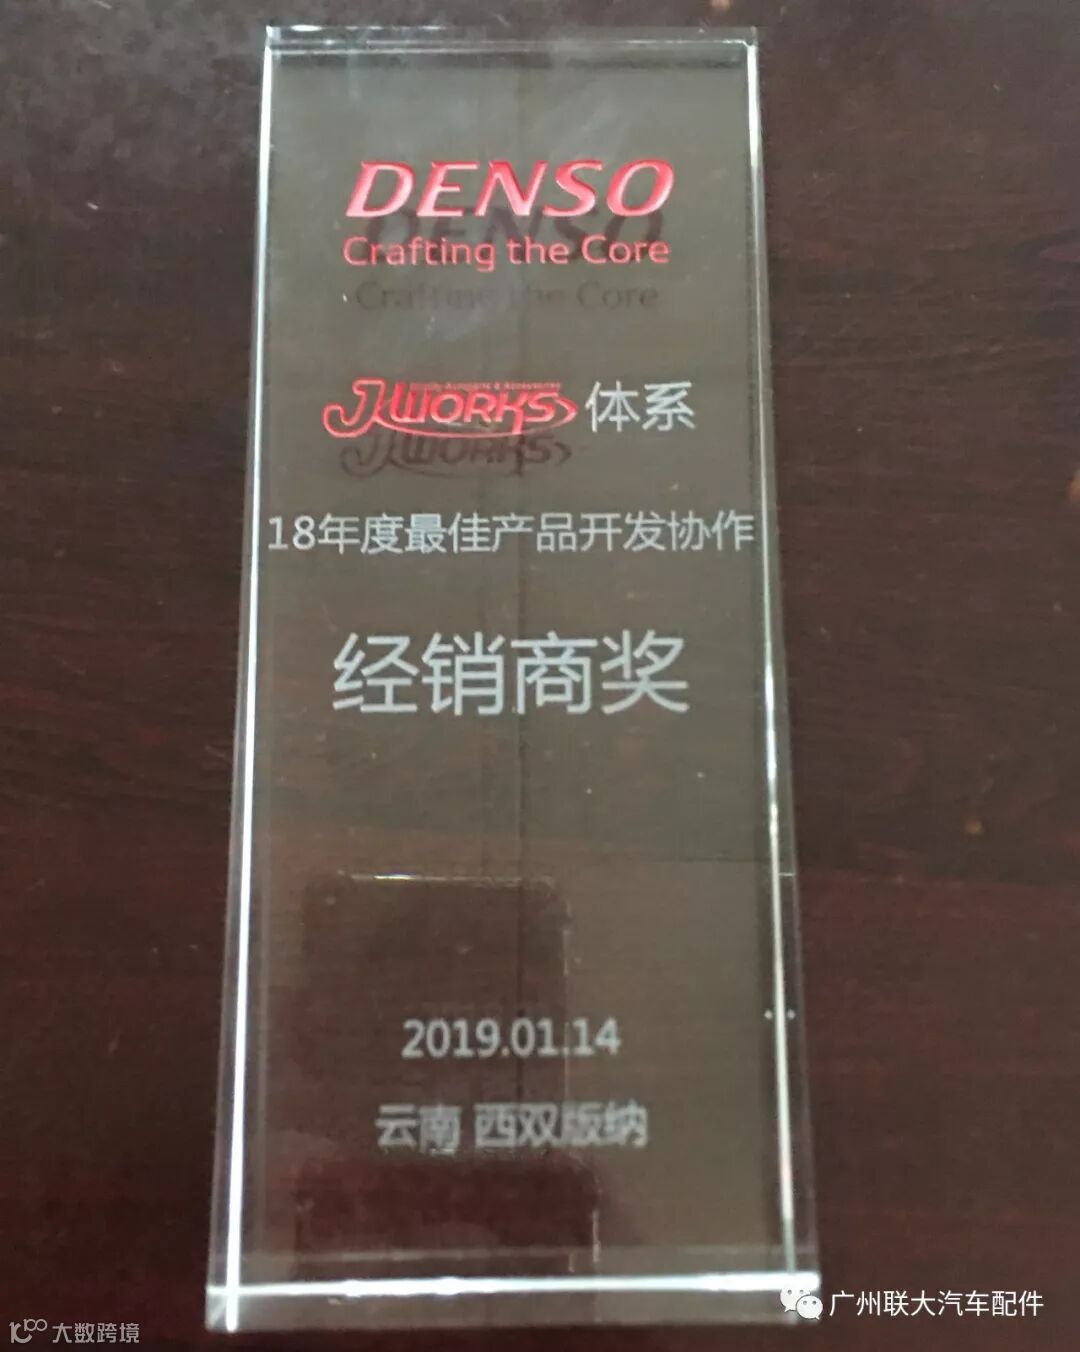 DENSO
Crafting the Core
J-WORKS 体系
18年度最佳产品开发协作
经销商奖
2019.01.14
云南 西双版纳
广州联大汽车配件
大数跨境